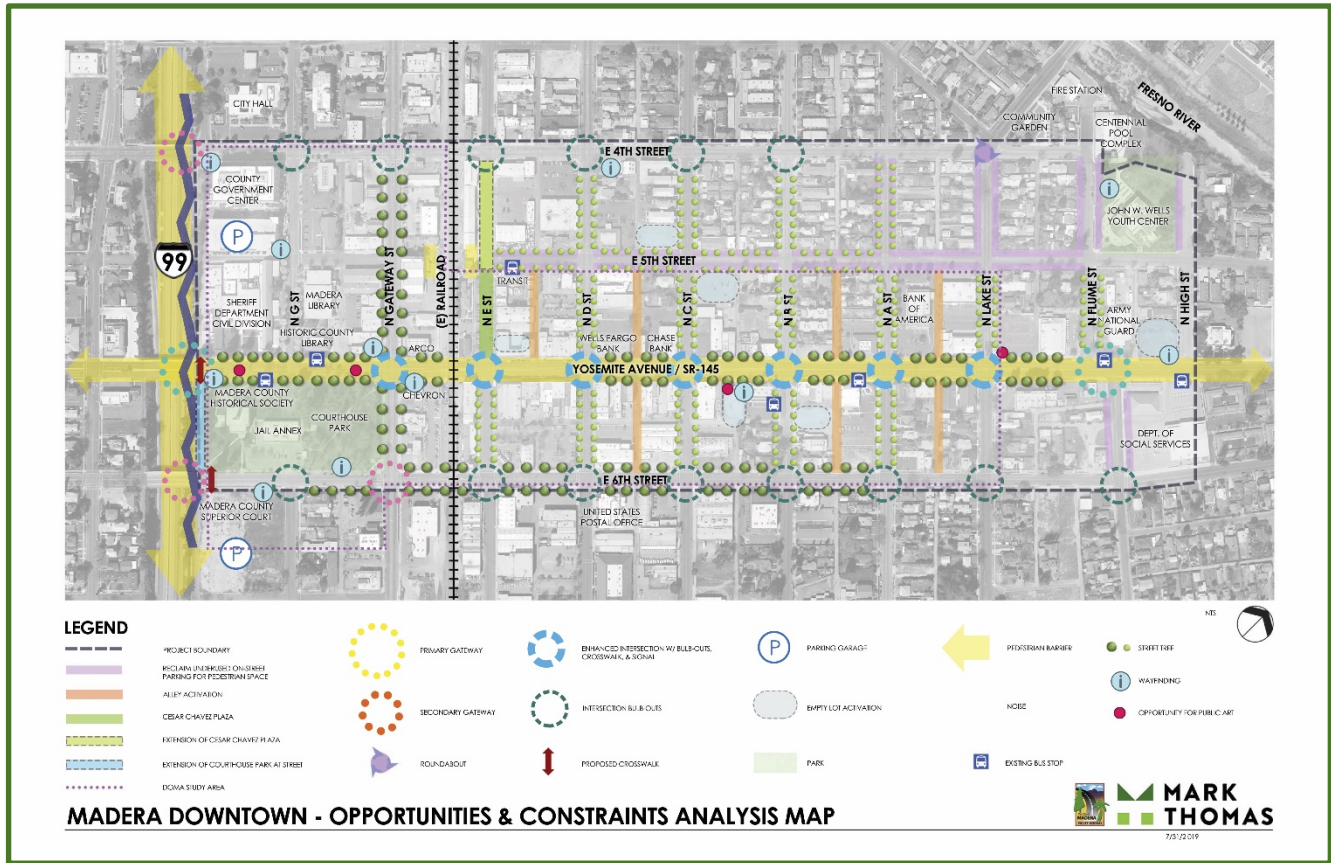 CITY HALL
FIRE STATION
FRESNO RIVER
COMMUNITY
GARDEN
CENTENNIAL
POOL
COMPLEX
E 4TH STREET
COUNTY
GOVERNMENT
CENTER
JOHN W. WELLS
YOUTH CENTER
P
99
N G ST
N GATEWAY ST
(E) RAILROAD
N E ST
N D ST
N C ST
N B ST
N A ST
N LAKE ST
N FLUME ST
N HIGH ST
E 5TH STREET
TRANSIT
SHERIFF
DEPARTMENT
CIVIL DIVISION
MADERA
LIBRARY
HISTORIC COUNTY
LIBRARY
ARCO
WELLS FARGO
BANK
CHASE
BANK
BANK OF
AMERICA
ARMY
NATIONAL
GUARD
YOSEMITE AVENUE / SR-145
MADERA COUNTY
HISTORICAL SOCIETY
CHEVRON
COURTHOUSE
PARK
JAIL ANNEX
DEPT. OF
SOCIAL SERVICES
E 6TH STREET
MADERA COUNTY
SUPERIOR COURT
UNITED STATES
POSTAL OFFICE
P
NTS
LEGEND
PROJECT BOUNDARY
RECLAIM UNDERUSED ON-STREET
PARKING FOR PEDESTRIAN SPACE
ALLEY ACTIVATION
CESAR CHAVEZ PLAZA
EXTENSION OF CESAR CHAVEZ PLAZA
EXTENSION OF COURTHOUSE PARK AT STREET
DOMA STUDY AREA
PRIMARY GATEWAY
SECONDARY GATEWAY
ROUNDABOUT
ENHANCED INTERSECTION W/ BULB-OUTS,
CROSSWALK, & SIGNAL
INTERSECTION BULB-OUTS
PROPOSED CROSSWALK
P
PARKING GARAGE
EMPTY LOT ACTIVATION
PARK
PEDESTRIAN BARRIER
NOISE
EXISTING BUS STOP
STREET TREE
i
WAYFINDING
OPPORTUNITY FOR PUBLIC ART
MADERA DOWNTOWN - OPPORTUNITIES & CONSTRAINTS ANALYSIS MAP
MADERA
MARK
THOMAS
7/31/2019